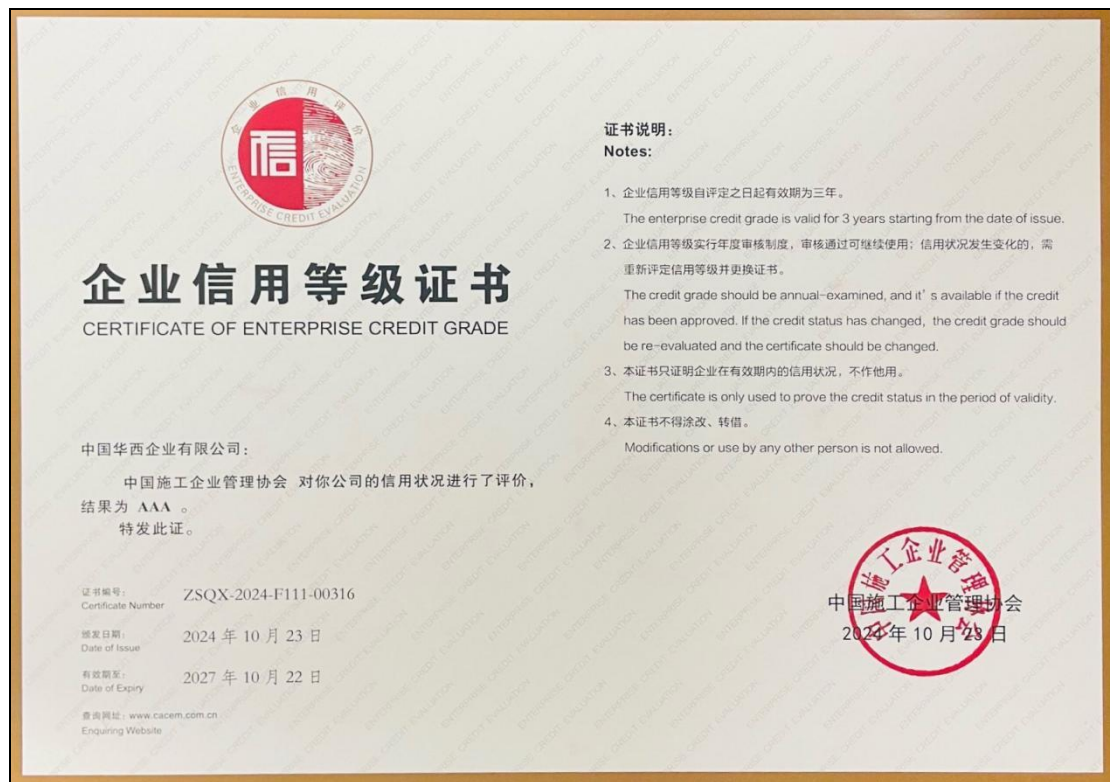 企业信用评价
信
ENTERPRISE CREDIT EVALUATION
企业信用等级证书
CERTIFICATE OF ENTERPRISE CREDIT GRADE
中国华西企业有限公司：
中国施工企业管理协会 对你公司的信用状况进行了评价，
结果为 AAA 。
特发此证。
证书编号：
Certificate Number
ZSQX-2024-F111-00316
颁发日期：
Date of Issue
2024 年 10 月 23 日
有效期至：
Date of Expiry
2027 年 10 月 22 日
查询网址：www.cacem.com.cn
Enquiring Website
证书说明：
Notes:
1、企业信用等级自评定之日起有效期为三年。
The enterprise credit grade is valid for 3 years starting from the date of issue.
2、企业信用等级实行年度审核制度，审核通过可继续使用；信用状况发生变化的，需
重新评定信用等级并更换证书。
The credit grade should be annual-examined, and it' s available if the credit
has been approved. If the credit status has changed, the credit grade should
be re-evaluated and the certificate should be changed.
3、本证书只证明企业在有效期内的信用状况，不作他用。
The certificate is only used to prove the credit status in the period of validity.
4、本证书不得涂改、转借。
Modifications or use by any other person is not allowed.
中国施工企业管理协会
中国施工企业管理协会
2024 年 10 月 23 日